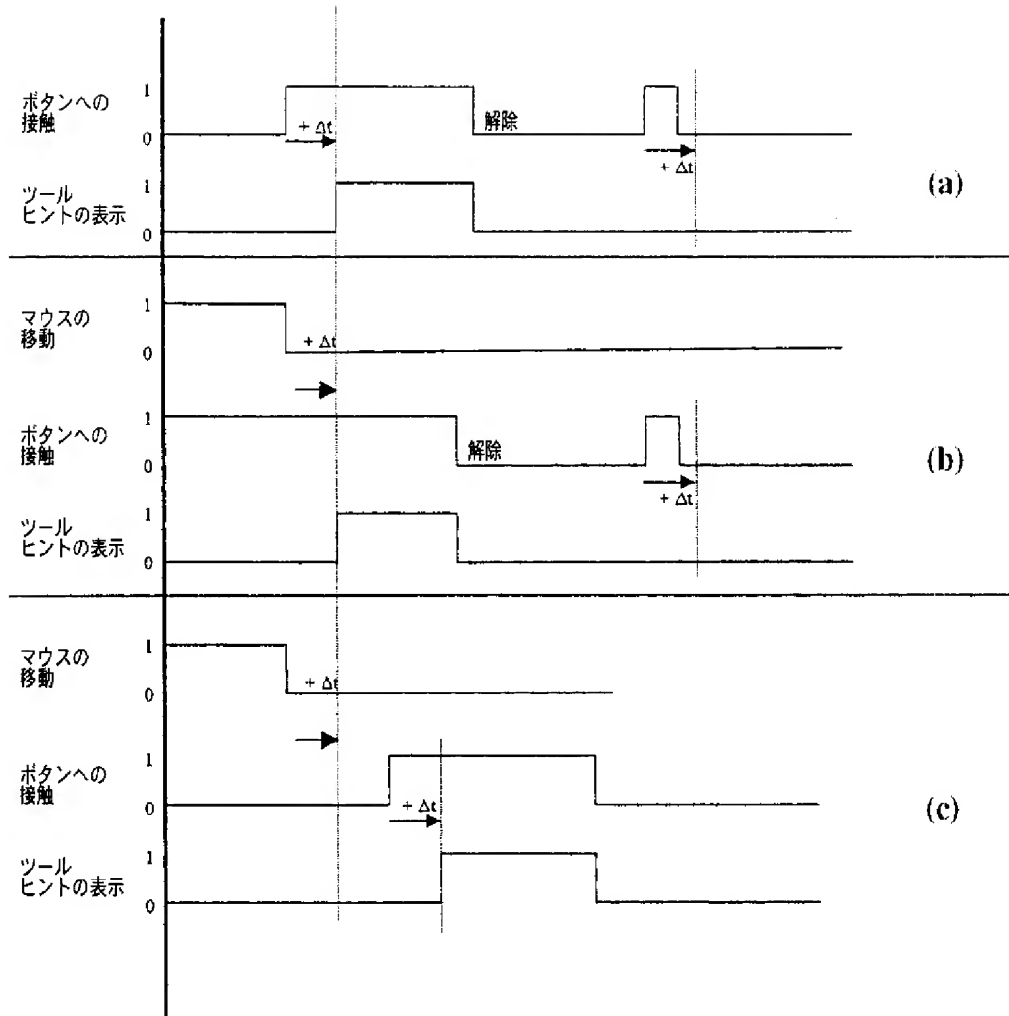 ボタンへの
接触
1
0
+ Δt
解除
+ Δt
(a)
ツール
ヒントの表示
1
0
マウスの
移動
1
0
+ Δt
ボタンへの
接触
1
0
解除
+ Δt
(b)
ツール
ヒントの表示
1
0
マウスの
移動
1
0
+ Δt
ボタンへの
接触
1
0
+ Δt
(c)
ツール
ヒントの表示
1
0